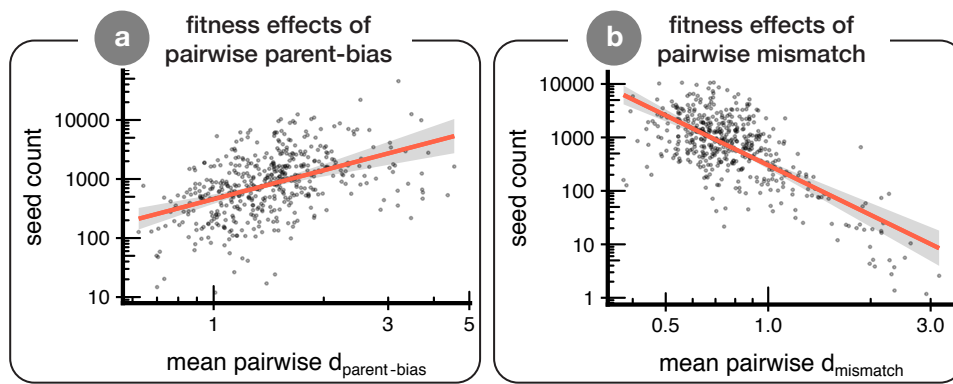 a
fitness effects of
pairwise parent-bias
seed count
10000
1000
100
10
1
3
5
mean pairwise d_parent-bias
b
fitness effects of
pairwise mismatch
seed count
10000
1000
100
10
1
0.5
1.0
3.0
mean pairwise d_mismatch